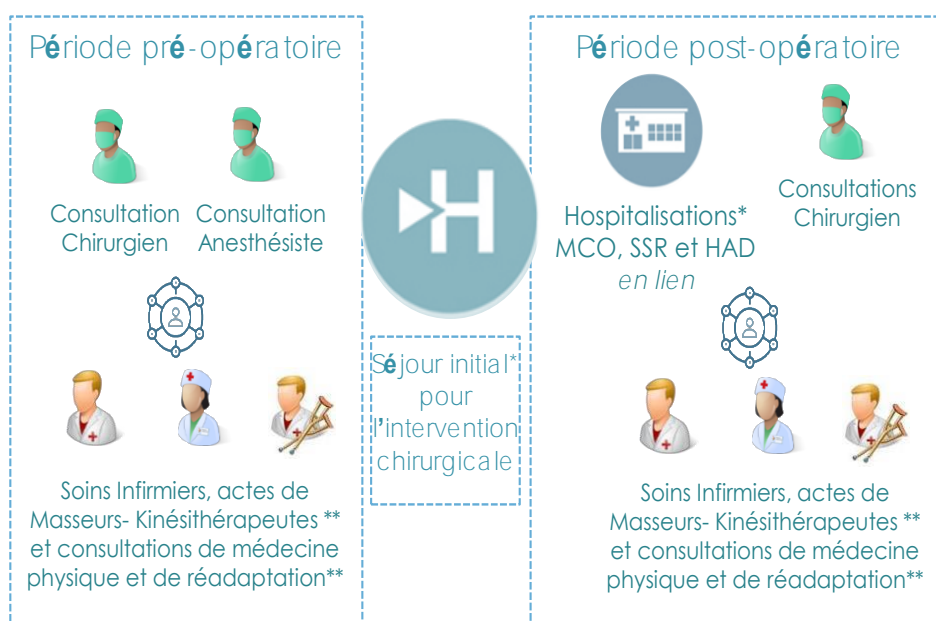 Période pré-opératoire
Consultation
Chirurgien
Consultation
Anesthésiste
Soins Infirmiers, actes de
Masseurs- Kinésithérapeutes **
et consultations de médecine
physique et de réadaptation**
H
Séjour initial*
pour
l'intervention
chirurgicale
Période post-opératoire
Hospitalisations*
MCO, SSR et HAD
en lien
Consultations
Chirurgien
Soins Infirmiers, actes de
Masseurs- Kinésithérapeutes **
et consultations de médecine
physique et de réadaptation**